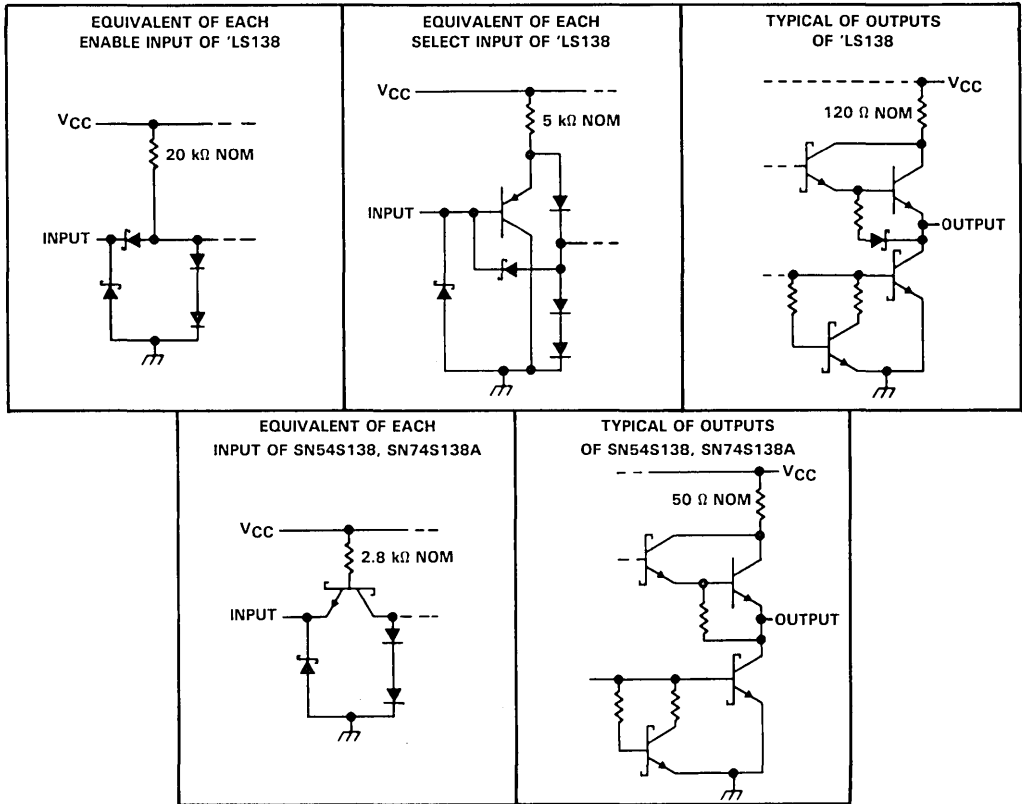 EQUIVALENT OF EACH
ENABLE INPUT OF 'LS138
VCC
20 kΩ NOM
INPUT
EQUIVALENT OF EACH
SELECT INPUT OF 'LS138
VCC
5 kΩ NOM
INPUT
TYPICAL OF OUTPUTS
OF 'LS138
VCC
120 Ω NOM
OUTPUT
EQUIVALENT OF EACH
INPUT OF SN54S138, SN74S138A
VCC
2.8 kΩ NOM
INPUT
TYPICAL OF OUTPUTS
OF SN54S138, SN74S138A
VCC
50 Ω NOM
OUTPUT